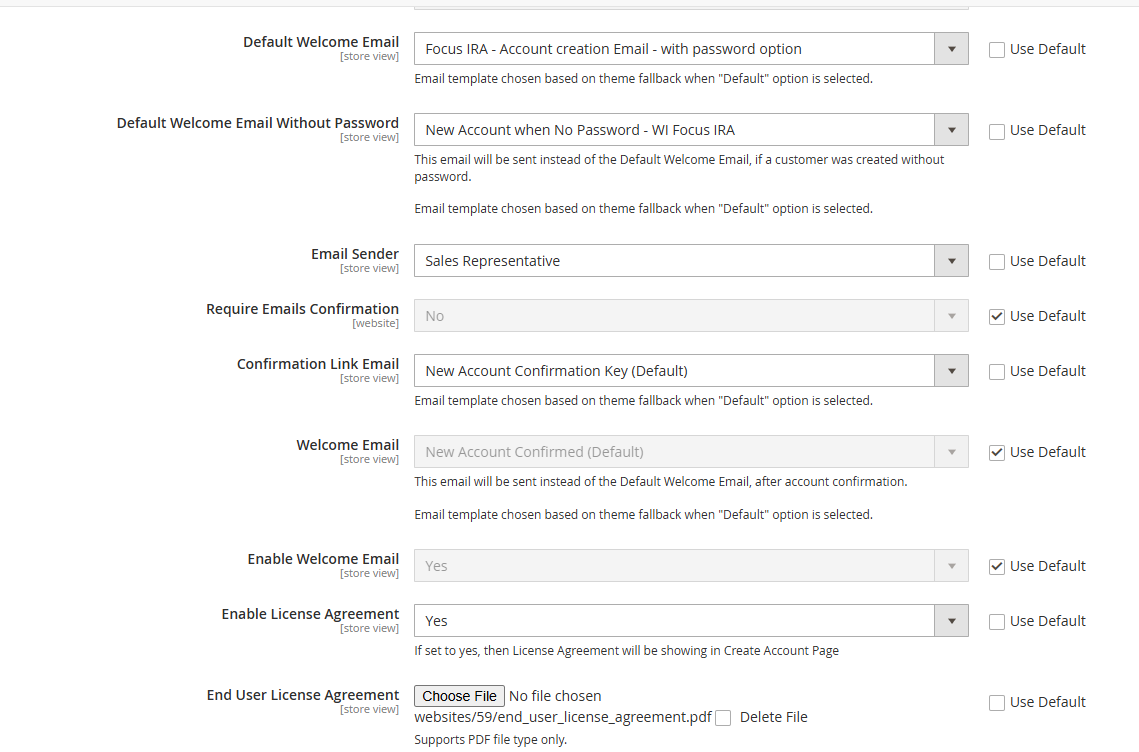 Default Welcome Email
[store view]
Focus IRA - Account creation Email - with password option
Use Default
Email template chosen based on theme fallback when "Default" option is selected.
Default Welcome Email Without Password
[store view]
New Account when No Password - WI Focus IRA
Use Default
This email will be sent instead of the Default Welcome Email, if a customer was created without
password.
Email template chosen based on theme fallback when "Default" option is selected.
Email Sender
[store view]
Sales Representative
Use Default
Require Emails Confirmation
[website]
No
Use Default
Confirmation Link Email
[store view]
New Account Confirmation Key (Default)
Use Default
Email template chosen based on theme fallback when "Default" option is selected.
Welcome Email
[store view]
New Account Confirmed (Default)
Use Default
This email will be sent instead of the Default Welcome Email, after account confirmation.
Email template chosen based on theme fallback when "Default" option is selected.
Enable Welcome Email
[store view]
Yes
Use Default
Enable License Agreement
[store view]
Yes
Use Default
If set to yes, then License Agreement will be showing in Create Account Page
End User License Agreement
[store view]
Choose File No file chosen
Use Default
websites/59/end_user_license_agreement.pdf Delete File
Supports PDF file type only.